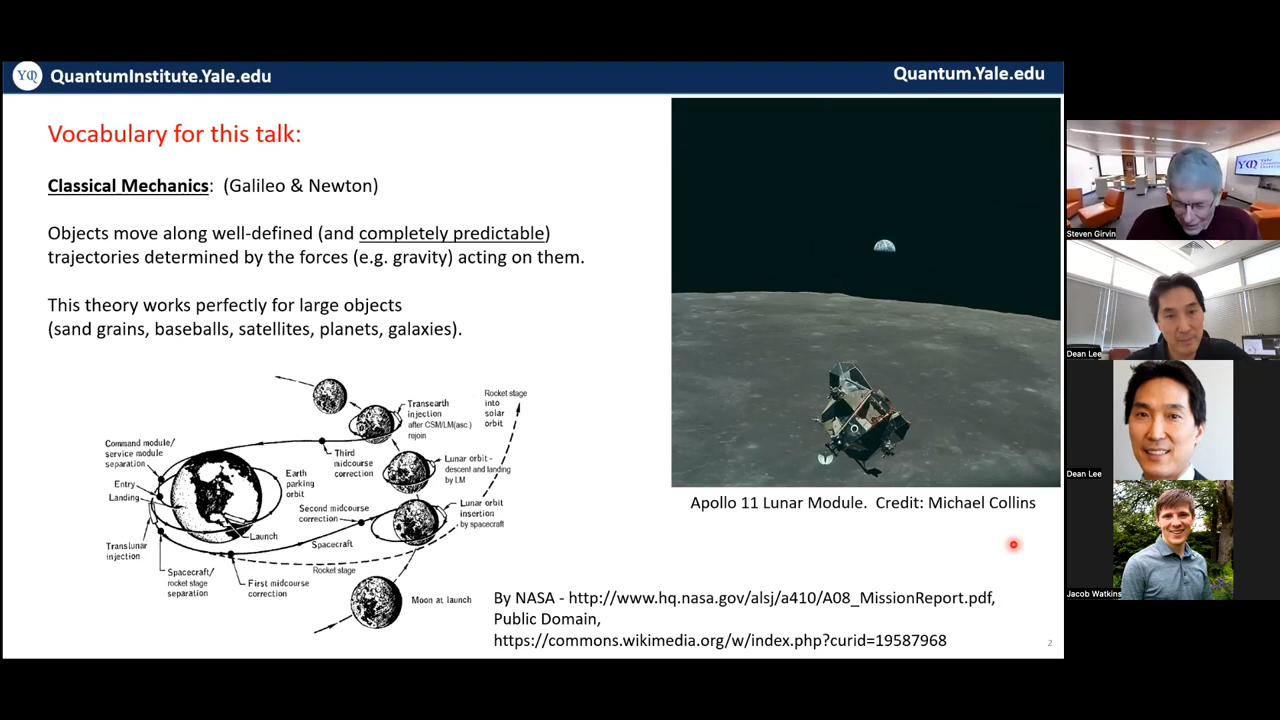 YQ QuantumInstitute.Yale.edu
Quantum.Yale.edu
Vocabulary for this talk:
Classical Mechanics: (Galileo & Newton)
Objects move along well-defined (and completely predictable)
trajectories determined by the forces (e.g. gravity) acting on them.
This theory works perfectly for large objects
(sand grains, baseballs, satellites, planets, galaxies).
Command module/
service module
separation
Entry
Landing
Translunar
injection
Spacecraft/
rocket stage
separation
First midcourse
correction
Launch
Earth
parking
orbit
Second midcourse
correction
Spacecraft
Rocket stage
Third
midcourse
correction
Transearth
injection
after CSM/LM(asc.)
rejoin
Rocket stage
into
solar
orbit
Lunar orbit-
descent and landing
by LM
Lunar orbit
insertion
by spacecraft
Moon at launch
Apollo 11 Lunar Module. Credit: Michael Collins
By NASA - http://www.hq.nasa.gov/alsj/a410/A08_MissionReport.pdf,
Public Domain,
https://commons.wikimedia.org/w/index.php?curid=19587968
2
YQ Yale
Steven Girvin
Dean Lee
Dean Lee
Jacob Watkins